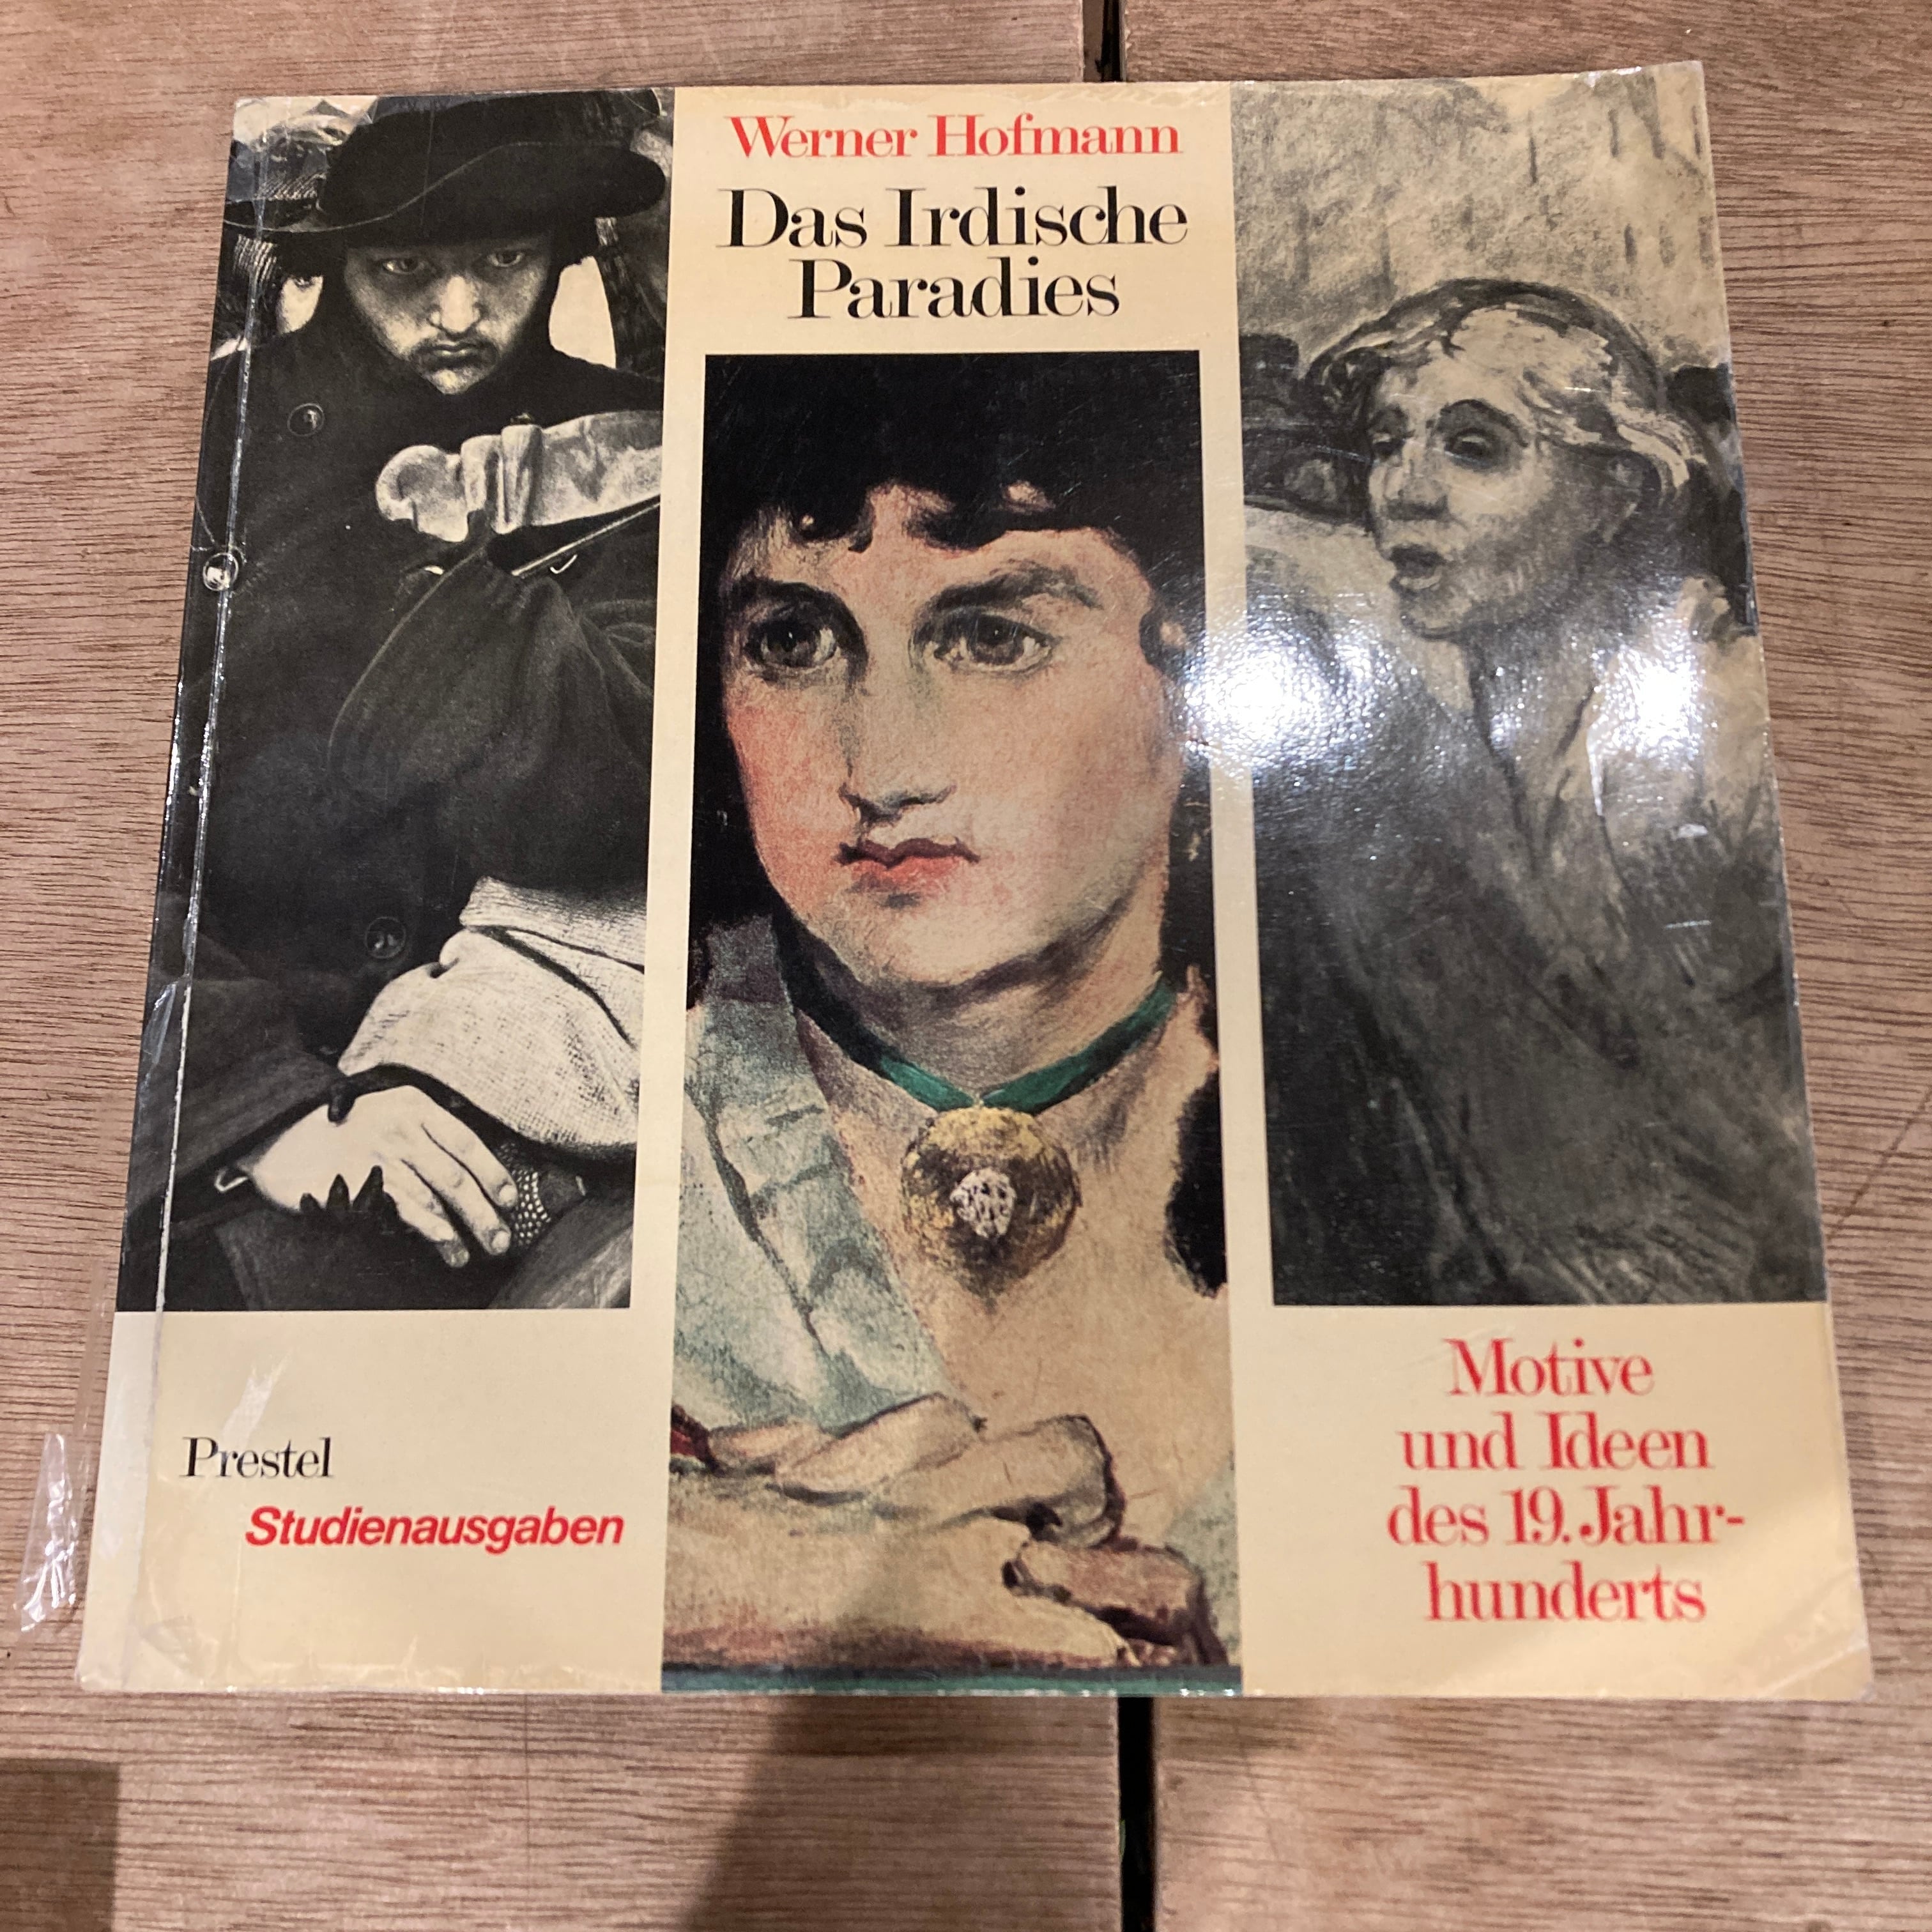 Werner Hofmann
Das Irdische
Paradies
Prestel
Studienausgaben
Motive
und Ideen
des 19. Jahr-
hunderts